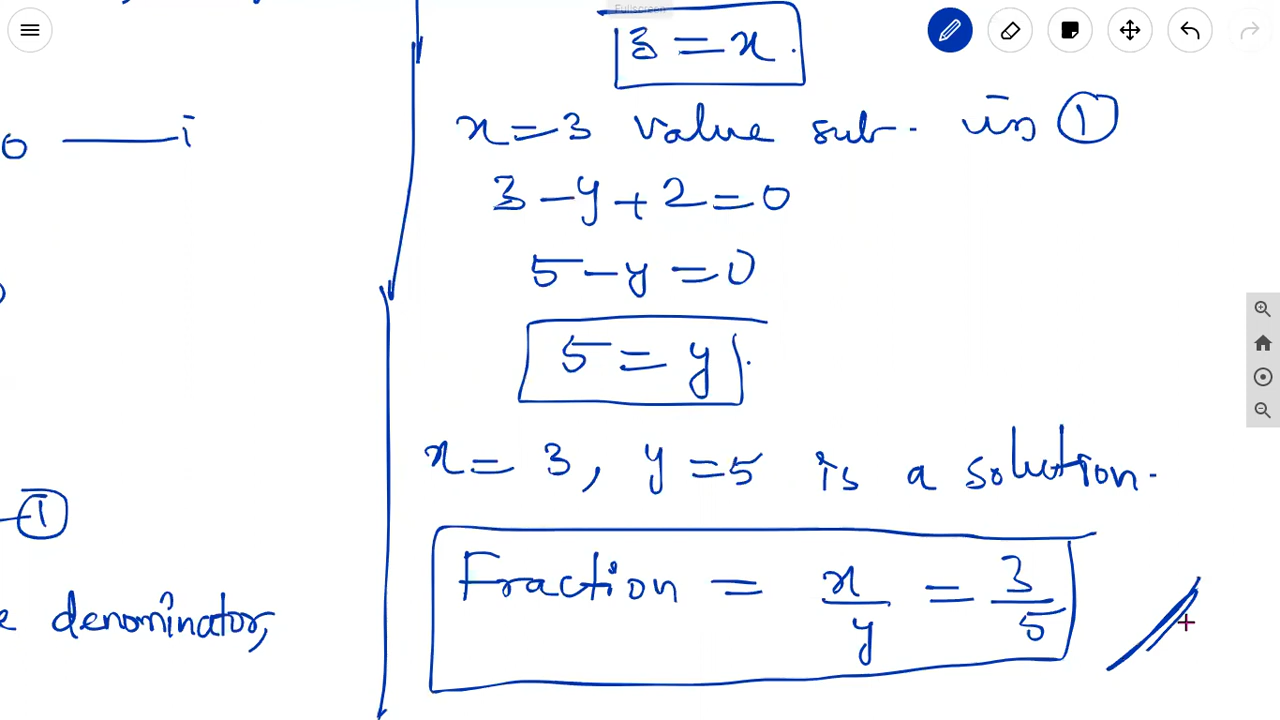 Fullscreen
0 — i
— ①
denominator,
3 = x.
x = 3 value sub. in ①
3 - y + 2 = 0
5 - y = 0
5 = y.
x = 3, y = 5 is a solution.
Fraction = x/y = 3/5